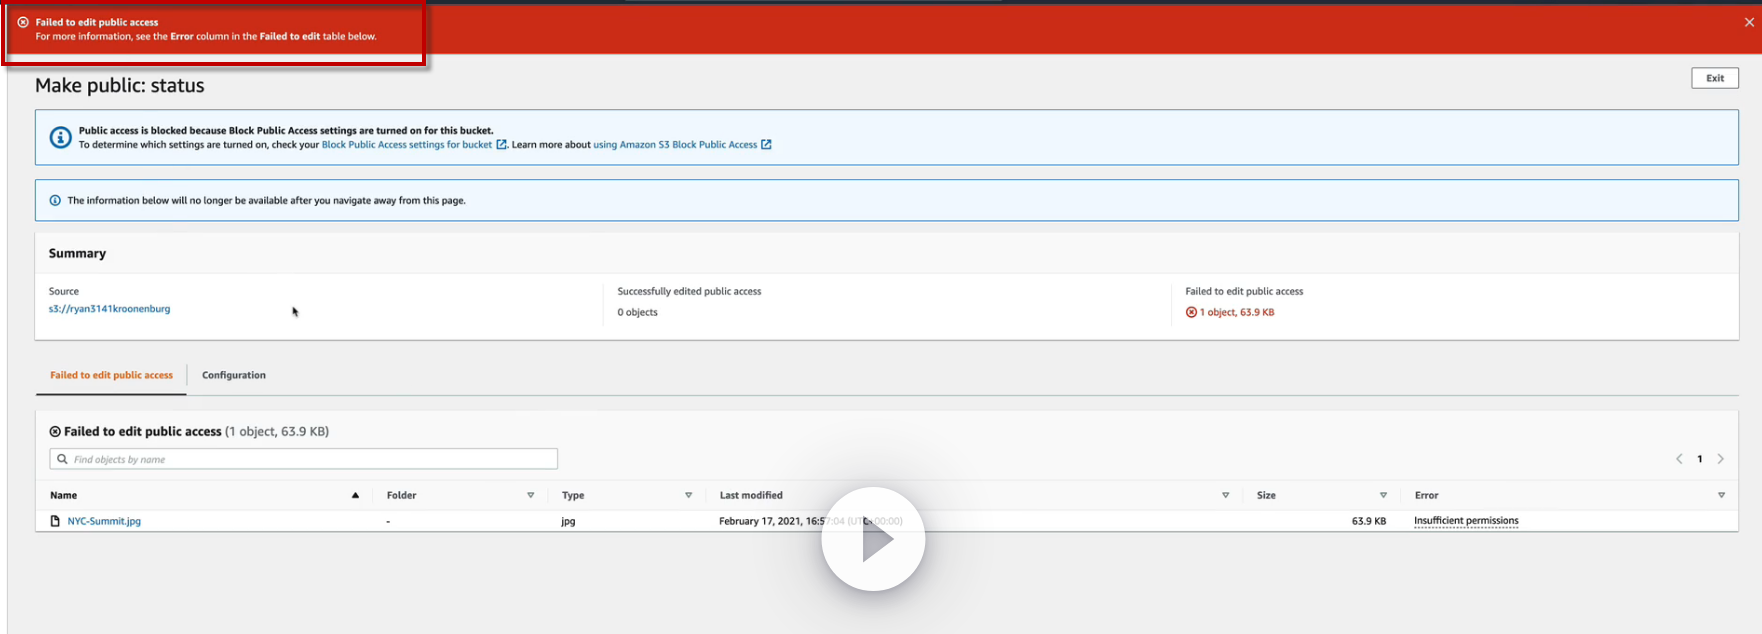 Failed to edit public access
For more information, see the Error column in the Failed to edit table below.
Make public: status
Exit
Public access is blocked because Block Public Access settings are turned on for this bucket.
To determine which settings are turned on, check your Block Public Access settings for bucket. Learn more about using Amazon S3 Block Public Access
The information below will no longer be available after you navigate away from this page.
Summary
Source
s3://ryan3141kroonenburg
Successfully edited public access
0 objects
Failed to edit public access
1 object, 63.9 KB
Failed to edit public access
Configuration
Failed to edit public access (1 object, 63.9 KB)
Find objects by name
1
Name Folder Type Last modified Size Error
NYC-Summit.jpg - jpg February 17, 2021, 16:57:04 (UTC+00:00) 63.9 KB Insufficient permissions